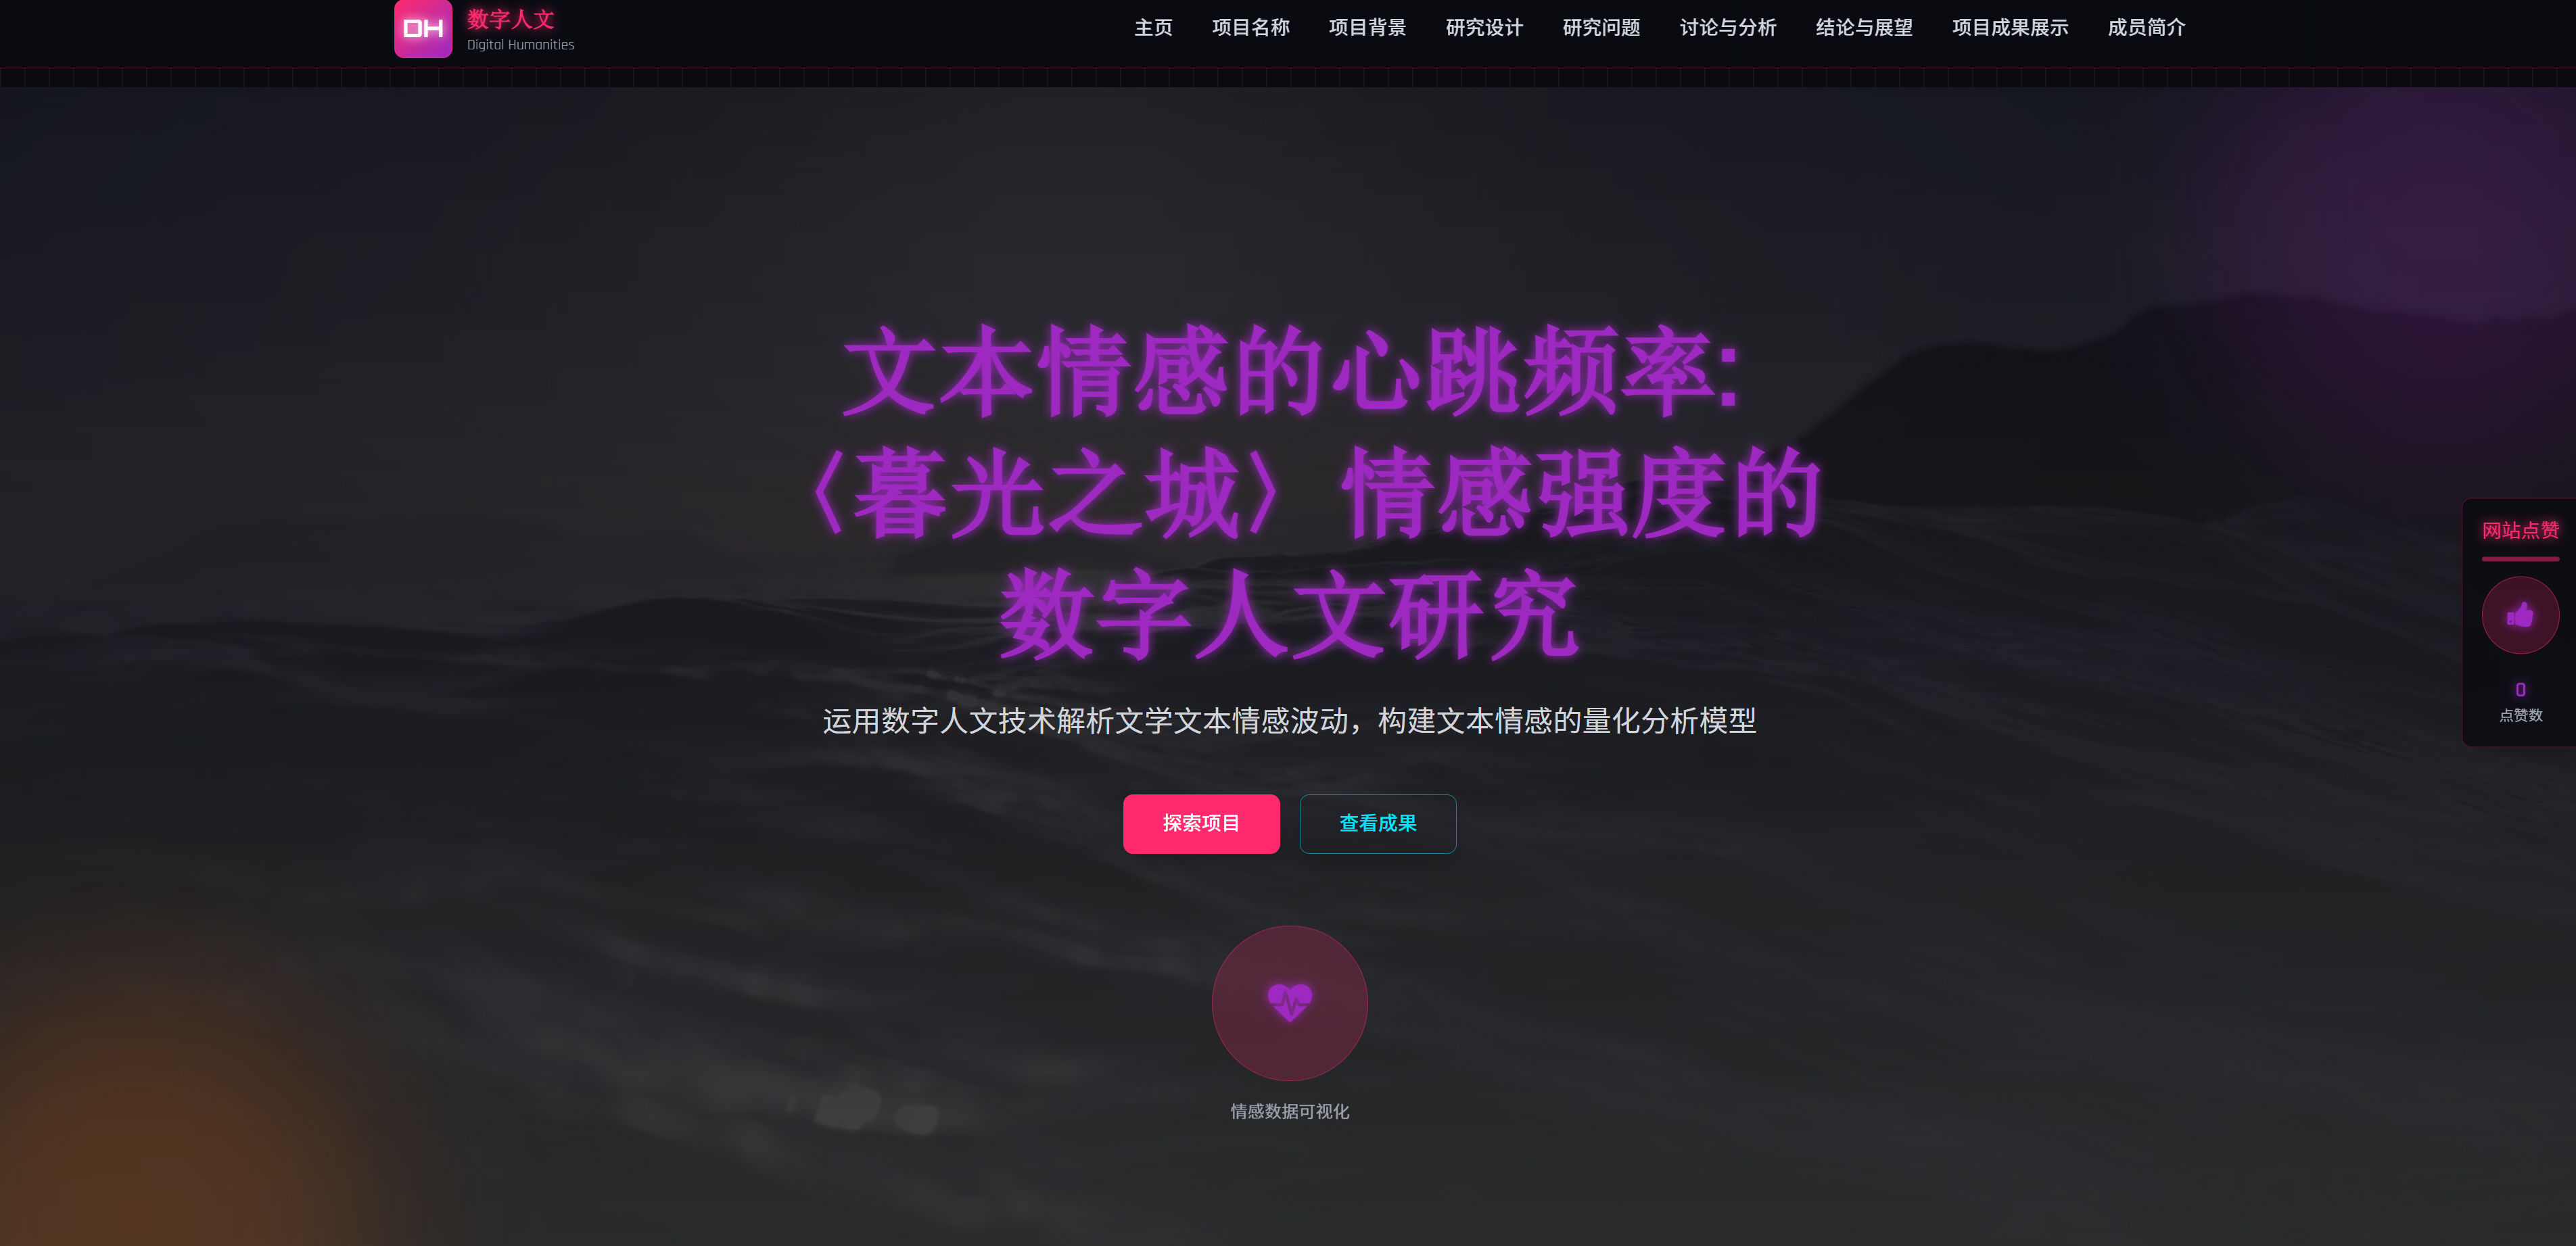 DH
数字人文
Digital Humanities
主页 项目名称 项目背景 研究设计 研究问题 讨论与分析 结论与展望 项目成果展示 成员简介
文本情感的心跳频率:
〈暮光之城〉情感强度的
数字人文研究
运用数字人文技术解析文学文本情感波动，构建文本情感的量化分析模型
探索项目 查看成果
情感数据可视化
网站点赞
0
点赞数